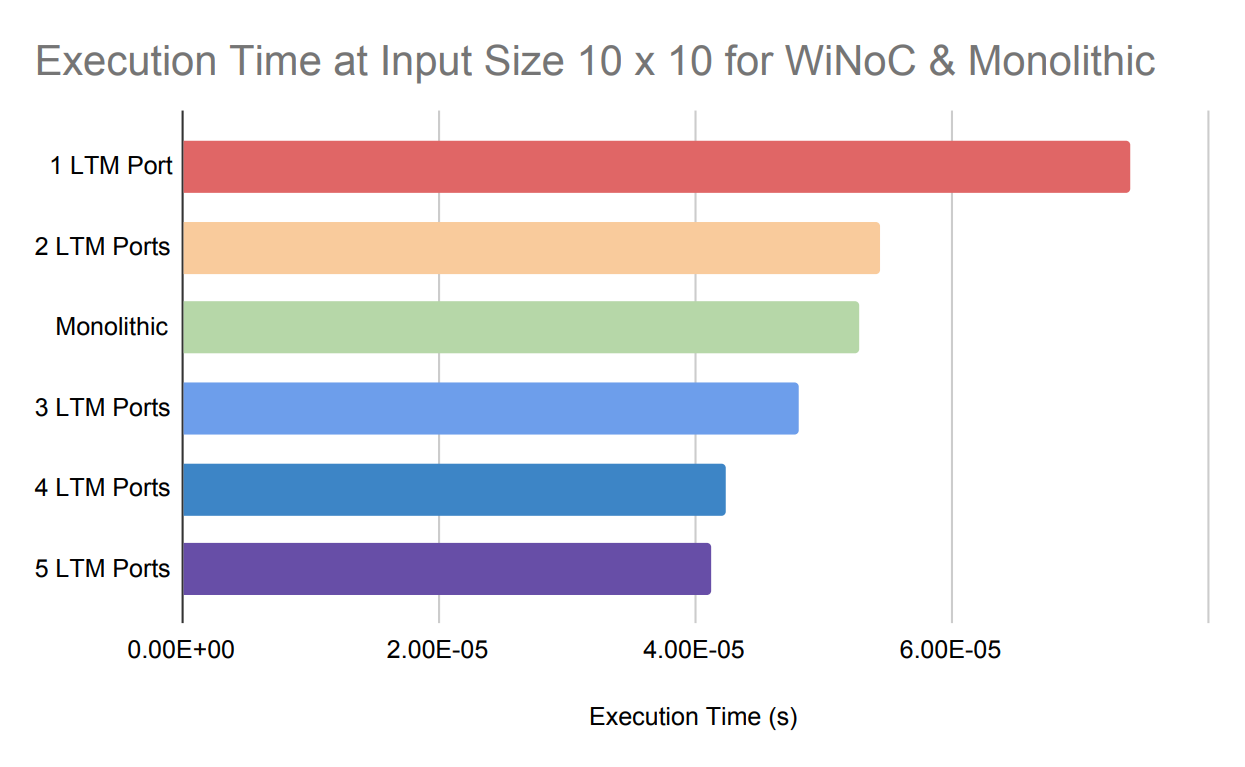 Execution Time at Input Size 10 x 10 for WiNoC & Monolithic
1 LTM Port
2 LTM Ports
Monolithic
3 LTM Ports
4 LTM Ports
5 LTM Ports
0.00E+00 2.00E-05 4.00E-05 6.00E-05
Execution Time (s)